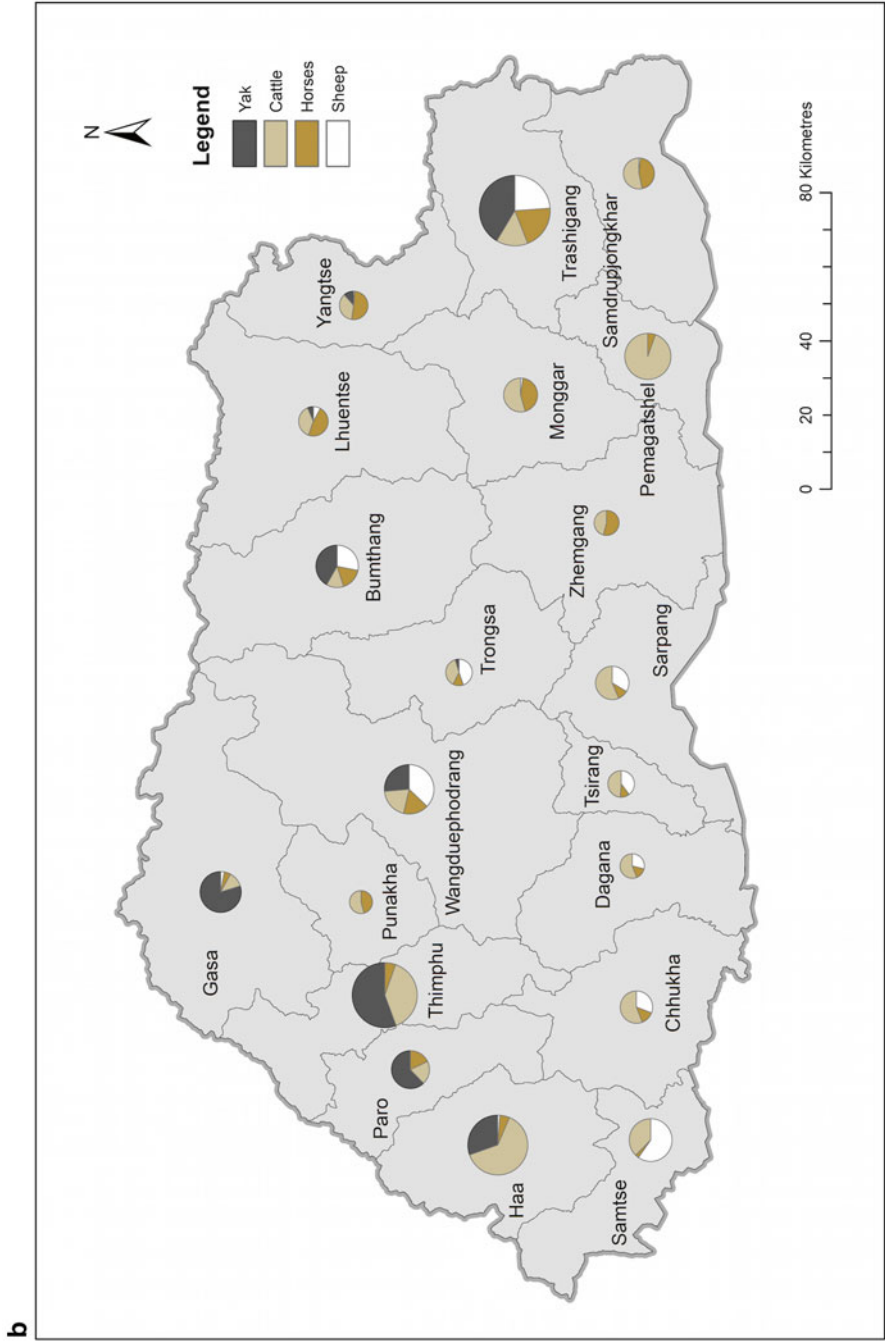 b
N
Legend
Yak
Cattle
Horses
Sheep
Gasa
Punakha
Thimphu
Paro
Haa
Samtse
Chhukha
Dagana
Tsirang
Wangduephodrang
Trongsa
Sarpang
Bumthang
Zhemgang
Lhuentse
Monggar
Yangtse
Trashigang
Samdrupjongkhar
Pemagatshel
0 20 40 80 Kilometres